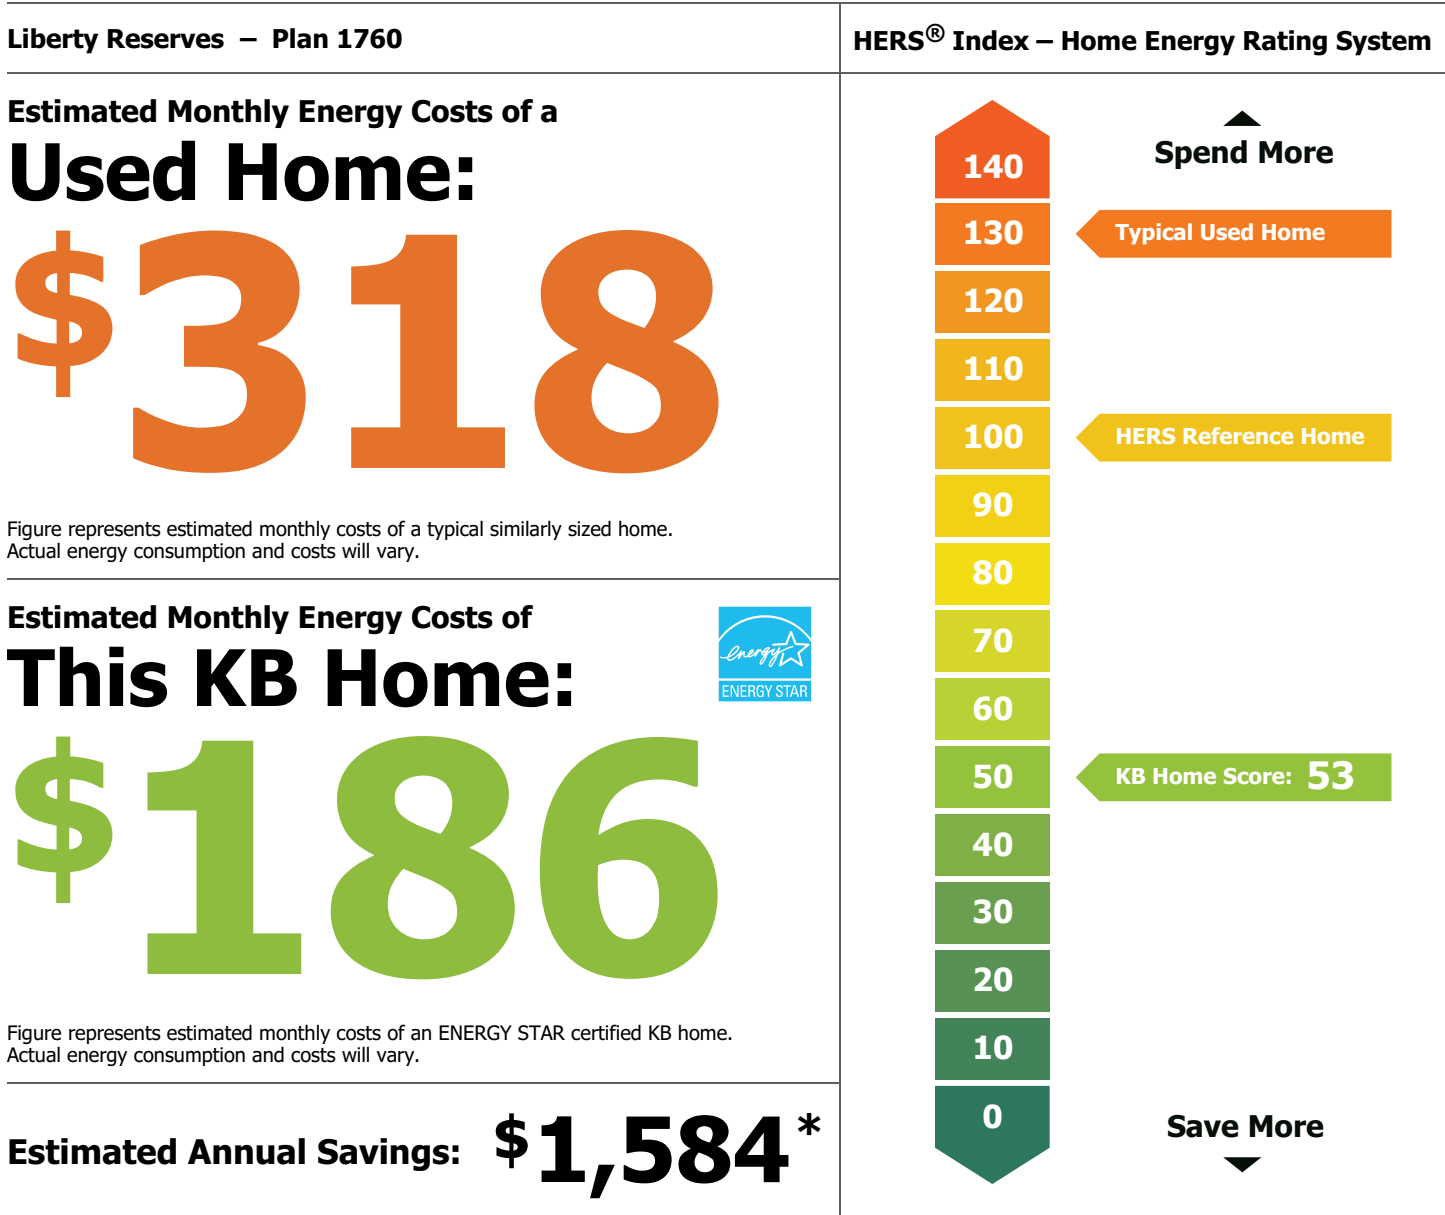 Liberty Reserves – Plan 1760
Estimated Monthly Energy Costs of a
Used Home:
$318
Figure represents estimated monthly costs of a typical similarly sized home.
Actual energy consumption and costs will vary.
Estimated Monthly Energy Costs of
This KB Home:
energy
ENERGY STAR
$186
Figure represents estimated monthly costs of an ENERGY STAR certified KB home.
Actual energy consumption and costs will vary.
Estimated Annual Savings: $1,584*
HERS® Index – Home Energy Rating System
Spend More
140
130 Typical Used Home
120
110
100 HERS Reference Home
90
80
70
60
50 KB Home Score: 53
40
30
20
10
0
Save More